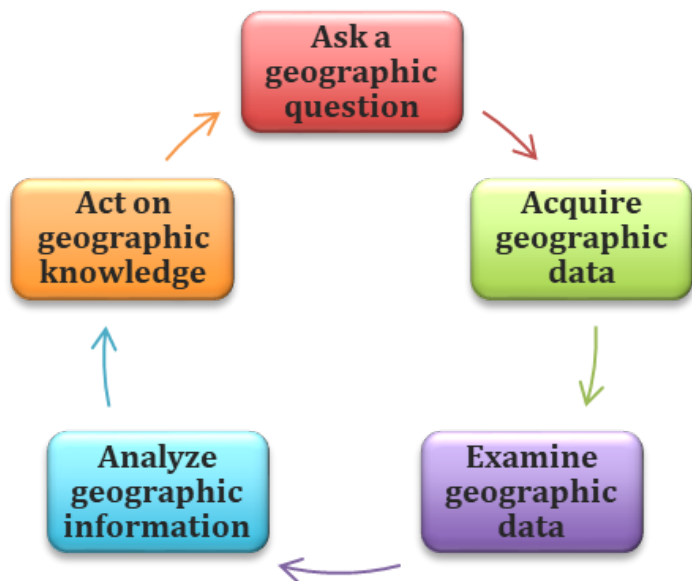 Ask a
geographic
question
Acquire
geographic
data
Examine
geographic
data
Analyze
geographic
information
Act on
geographic
knowledge